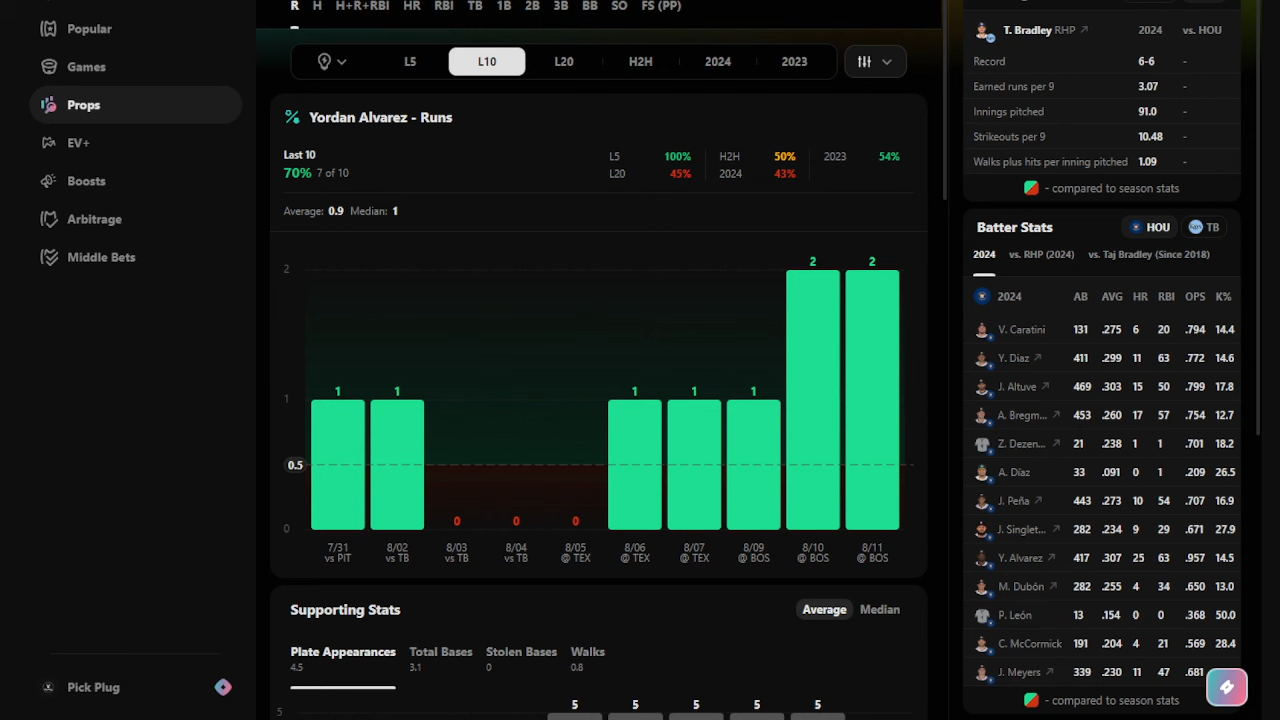 Popular
Games
Props
EV+
Boosts
Arbitrage
Middle Bets
Pick Plug
R H H+R+RBI HR RBI TB 1B 2B 3B BB SO FS (PP)
L5 L10 L20 H2H 2024 2023
Yordan Alvarez - Runs
Last 10
70% 7 of 10
L5 100% H2H 50% 2023 54%
L20 45% 2024 43%
Average: 0.9 Median: 1
2
1
0.5
0
1 1 0 0 0 1 1 1 2 2
7/31 8/02 8/03 8/04 8/05 8/06 8/07 8/09 8/10 8/11
vs PIT vs TB vs TB vs TB @ TEX @ TEX @ TEX @ BOS @ BOS @ BOS
Supporting Stats Average Median
Plate Appearances Total Bases Stolen Bases Walks
4.5 3.1 0 0.8
5 5 5 5 5 5
T. Bradley RHP 2024 vs. HOU
Record 6-6 -
Earned runs per 9 3.07 -
Innings pitched 91.0 -
Strikeouts per 9 10.48 -
Walks plus hits per inning pitched 1.09 -
- compared to season stats
Batter Stats HOU TB
2024 vs. RHP (2024) vs. Taj Bradley (Since 2018)
2024 AB AVG HR RBI OPS K%
V. Caratini 131 .275 6 20 .794 14.4
Y. Diaz 411 .299 11 63 .772 14.6
J. Altuve 469 .303 15 50 .799 17.8
A. Bregm... 453 .260 17 57 .754 12.7
Z. Dezen... 21 .238 1 1 .701 18.2
A. Díaz 33 .091 0 1 .209 26.5
J. Peña 443 .273 10 54 .707 16.9
J. Singlet... 282 .234 9 29 .671 27.9
Y. Alvarez 417 .307 25 63 .957 14.5
M. Dubón 282 .255 4 34 .650 13.0
P. León 13 .154 0 0 .368 50.0
C. McCormick 191 .204 4 21 .569 28.4
J. Meyers 339 .230 11 47 .681
- compared to season stats